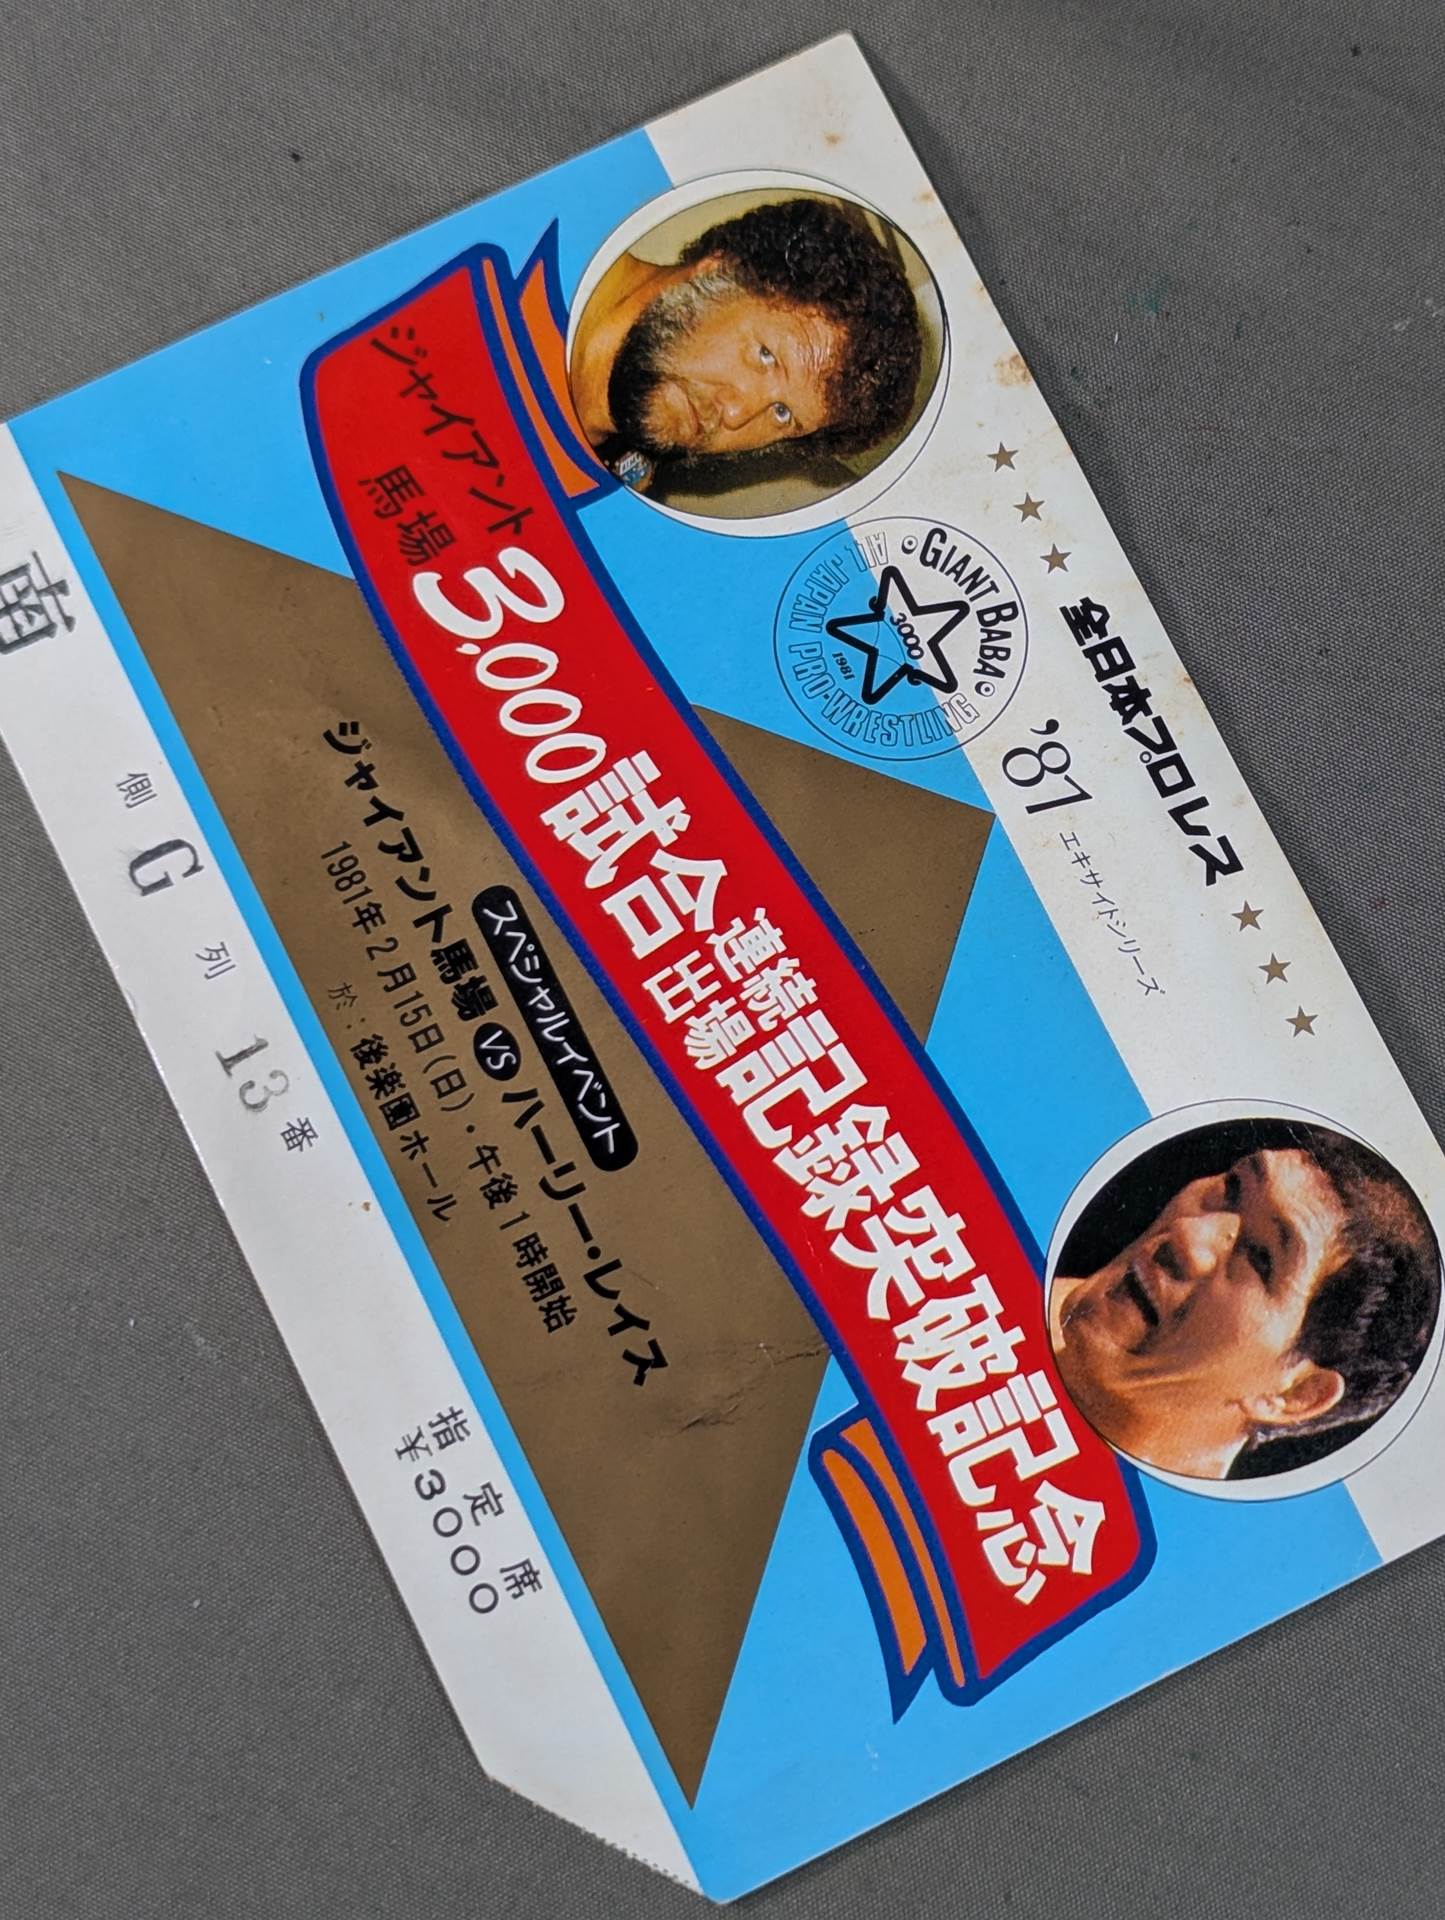 全日本プロレス
'81 エキサイトシリーズ
GIANT BABA
ALL JAPAN PRO-WRESTLING
3000
1981
ジャイアント馬場
3,000試合連続出場記録突破記念
スペシャルイベント
ジャイアント馬場 VS ハーリー・レイス
1981年2月15日(日)・午後1時開始
於：後楽園ホール
南 側 G 列 13 番
指定席
¥3000